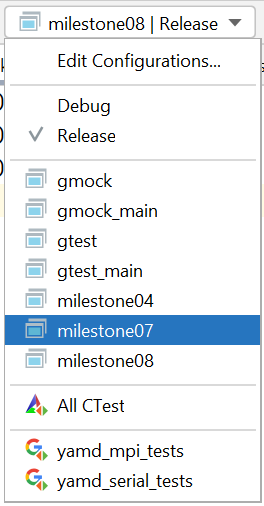 milestone08 | Release
Edit Configurations...
Debug
Release
gmock
gmock_main
gtest
gtest_main
milestone04
milestone07
milestone08
All CTest
yamd_mpi_tests
yamd_serial_tests